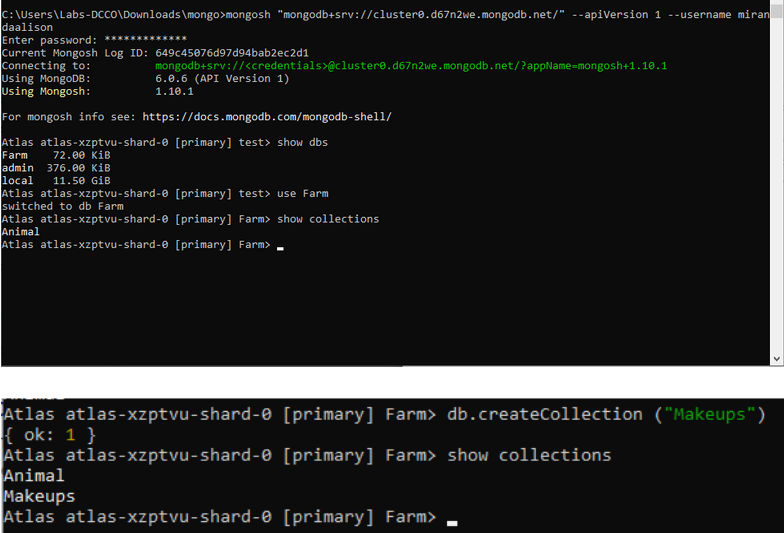 C:\Users\Labs-DCCO\Downloads\mongo>mongosh "mongodb+srv://cluster0.d67n2we.mongodb.net/" --apiVersion 1 --username miran
daalison
Enter password: *************
Current Mongosh Log ID: 649c45076d97d94bab2ec2d1
Connecting to:          mongodb+srv://<credentials>@cluster0.d67n2we.mongodb.net/?appName=mongosh+1.10.1
Using MongoDB:          6.0.6 (API Version 1)
Using Mongosh:          1.10.1
For mongosh info see: https://docs.mongodb.com/mongodb-shell/
Atlas atlas-xzptvu-shard-0 [primary] test> show dbs
Farm    72.00 KiB
admin  376.00 KiB
local   11.50 GiB
Atlas atlas-xzptvu-shard-0 [primary] test> use Farm
switched to db Farm
Atlas atlas-xzptvu-shard-0 [primary] Farm> show collections
Animal
Atlas atlas-xzptvu-shard-0 [primary] Farm>
Atlas atlas-xzptvu-shard-0 [primary] Farm> db.createCollection ("Makeups")
{ ok: 1 }
Atlas atlas-xzptvu-shard-0 [primary] Farm> show collections
Animal
Makeups
Atlas atlas-xzptvu-shard-0 [primary] Farm>